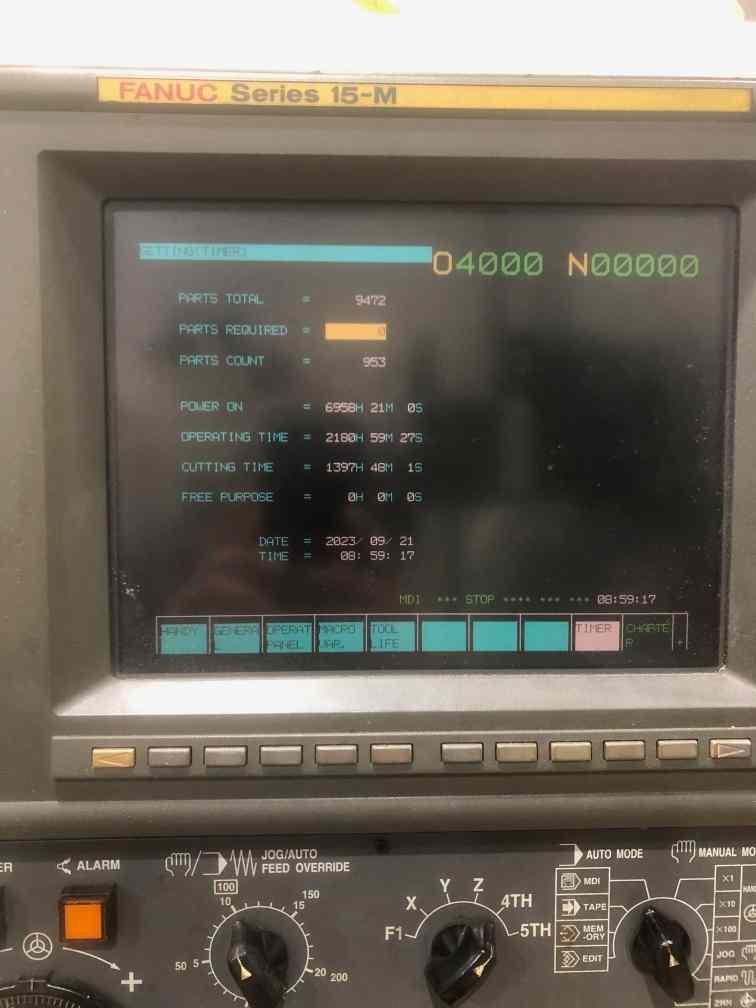 FANUC Series 15-M
SETTING(TIMER) O4000 N00000
PARTS TOTAL = 9472
PARTS REQUIRED = 0
PARTS COUNT = 953
POWER ON = 6958H 21M 0S
OPERATING TIME = 2180H 59M 27S
CUTTING TIME = 1397H 48M 1S
FREE PURPOSE = 0H 0M 0S
DATE = 2023/ 09/ 21
TIME = 08: 59: 17
MDI *** STOP **** *** *** 08:59:17
HANDY GENERA OPERAT MACRO TOOL TIMER CHAPTE
L PANEL VAR. LIFE R +
ALARM
JOG/AUTO
FEED OVERRIDE
100
10 15 150
50 5 20 200
+
F1 X Y Z 4TH 5TH
AUTO MODE
MDI
TAPE
MEM
-ORY
EDIT
MANUAL MO
X1
X10
X100
JOG
RAPID